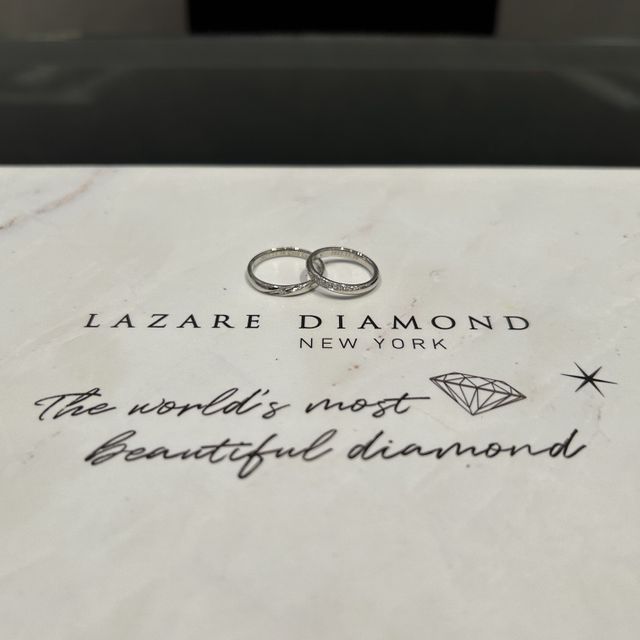 LAZARE DIAMOND
NEW YORK
The world's most
beautiful diamond